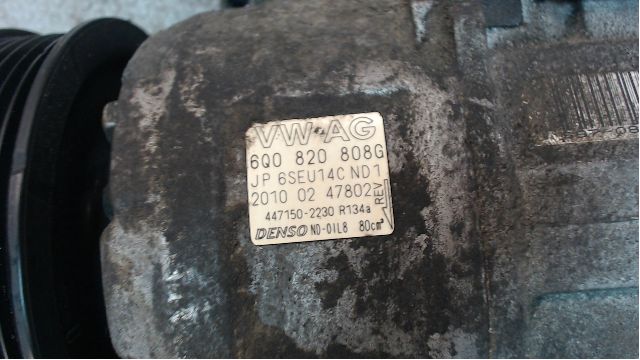 VW-AG
6Q0 820 808G
JP 6SEU14C ND1
2010 02 47802
REV
447150-2230 R134a
DENSO ND-OIL8 80cm³